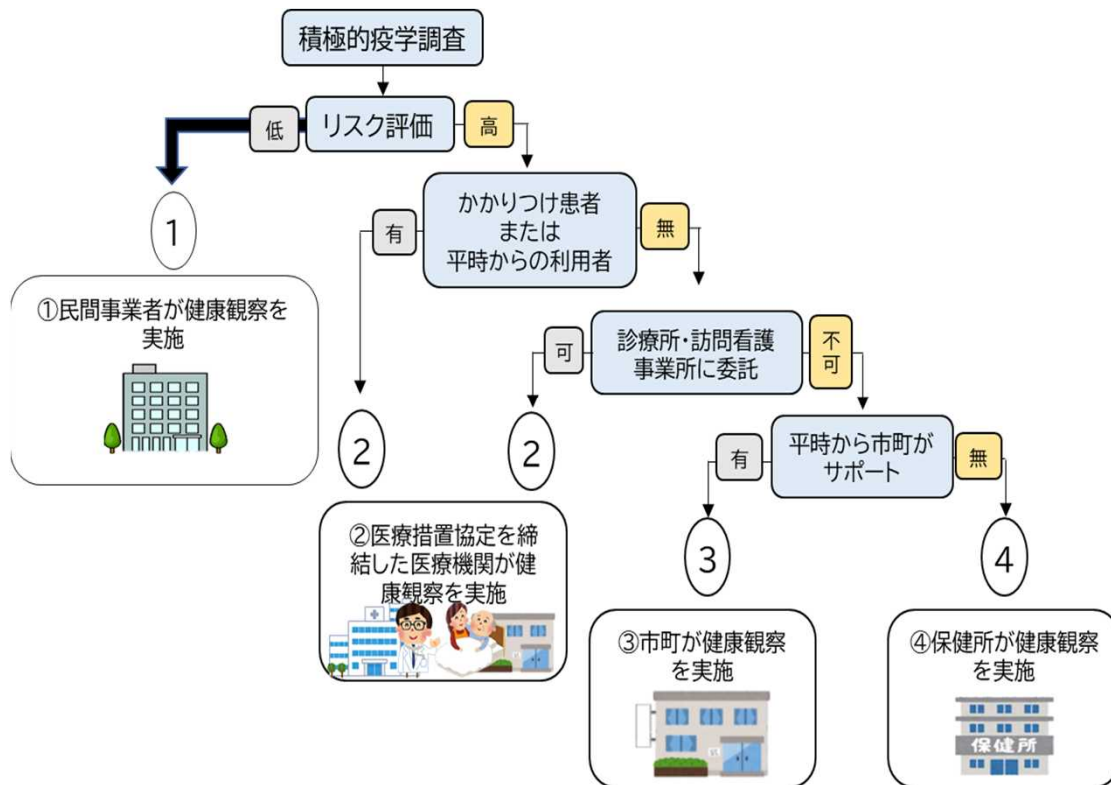 積極的疫学調査
低
リスク評価
高
かかりつけ患者
または
平時からの利用者
有
無
1
①民間事業者が健康観察を
実施
可
診療所・訪問看護
事業所に委託
不
可
2
2
有
平時から市町が
サポート
無
②医療措置協定を締
結した医療機関が健
康観察を実施
3
4
③市町が健康観察
を実施
④保健所が健康観察
を実施
保健所